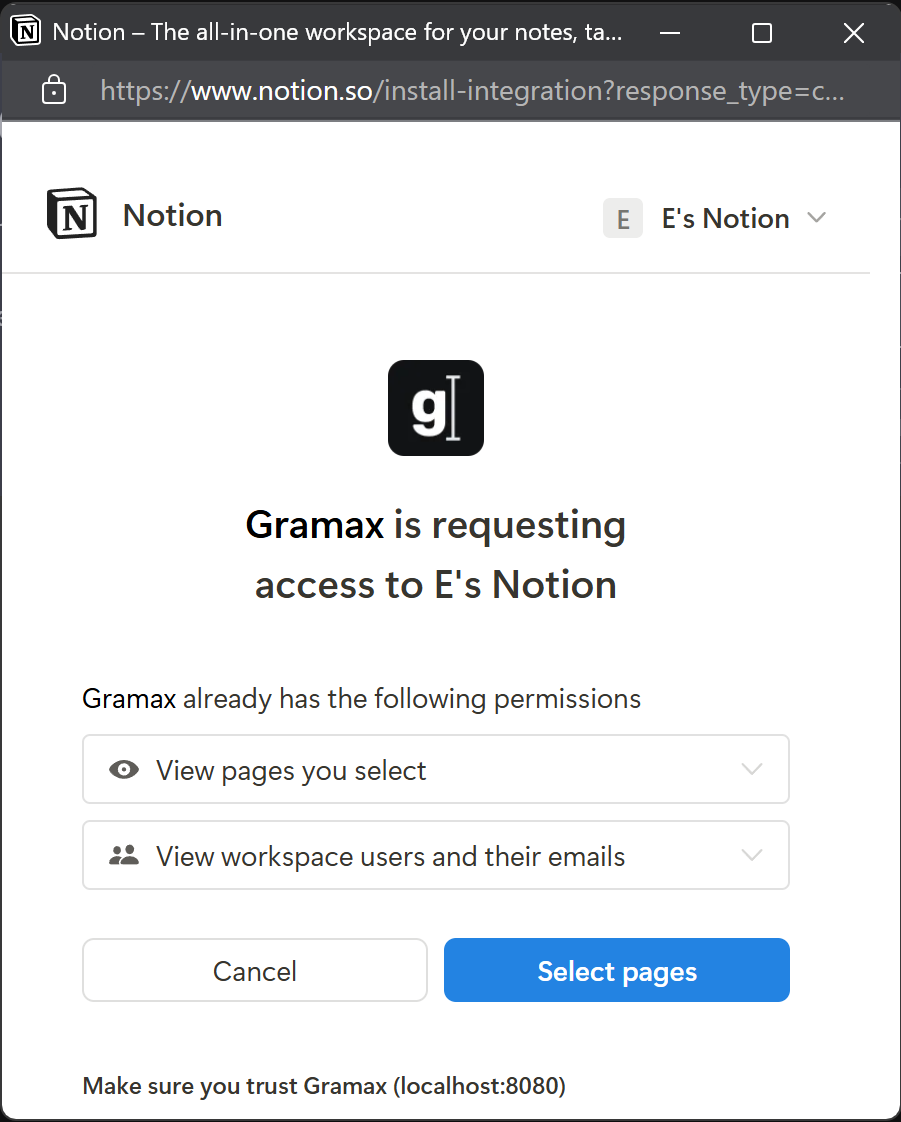 Notion – The all-in-one workspace for your notes, ta...
https://www.notion.so/install-integration?response_type=c...
Notion
E E's Notion
g
Gramax is requesting
access to E's Notion
Gramax already has the following permissions
View pages you select
View workspace users and their emails
Cancel
Select pages
Make sure you trust Gramax (localhost:8080)